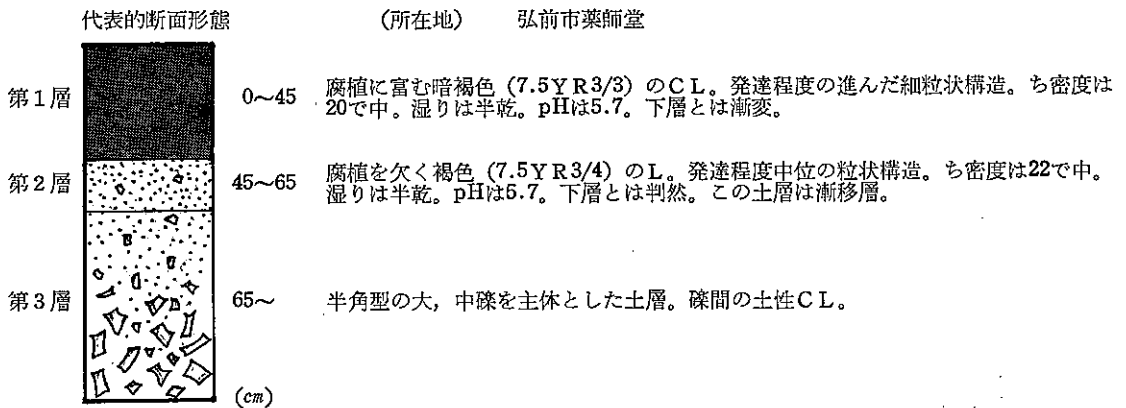 代表的断面形態 (所在地) 弘前市薬師堂
第1層 0~45 腐植に富む暗褐色 (7.5YR3/3) のCL。発達程度の進んだ細粒状構造。ち密度は
20で中。湿りは半乾。pHは5.7。下層とは漸変。
第2層 45~65 腐植を欠く褐色 (7.5YR3/4) のL。発達程度中位の粒状構造。ち密度は22で中。
湿りは半乾。pHは5.7。下層とは判然。この土層は漸移層。
第3層 65~ 半角型の大,中礫を主体とした土層。礫間の土性CL。
(cm)